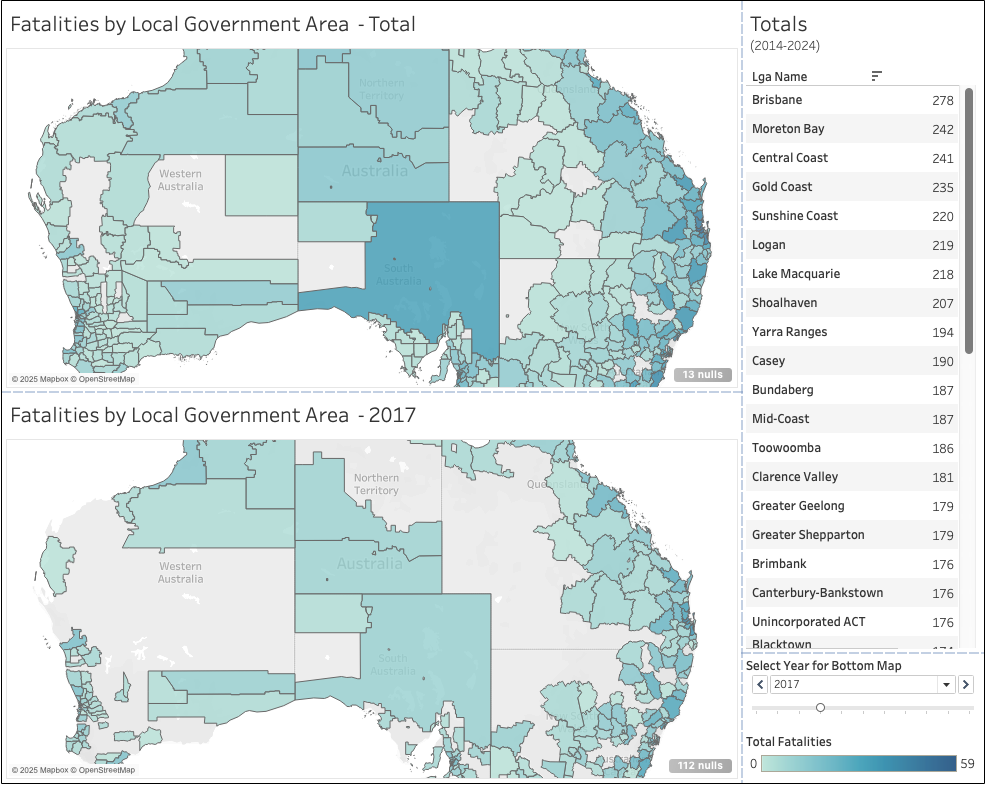 Fatalities by Local Government Area - Total
Northern
Territory
Western
Australia
Australia
South
Australia
© 2025 Mapbox © OpenStreetMap
13 nulls
Fatalities by Local Government Area - 2017
Northern
Territory
Western
Australia
Australia
South
Australia
© 2025 Mapbox © OpenStreetMap
112 nulls
Totals
(2014-2024)
Lga Name
Brisbane 278
Moreton Bay 242
Central Coast 241
Gold Coast 235
Sunshine Coast 220
Logan 219
Lake Macquarie 218
Shoalhaven 207
Yarra Ranges 194
Casey 190
Bundaberg 187
Mid-Coast 187
Toowoomba 186
Clarence Valley 181
Greater Geelong 179
Greater Shepparton 179
Brimbank 176
Canterbury-Bankstown 176
Unincorporated ACT 176
Blacktown
Select Year for Bottom Map
2017
Total Fatalities
0 59